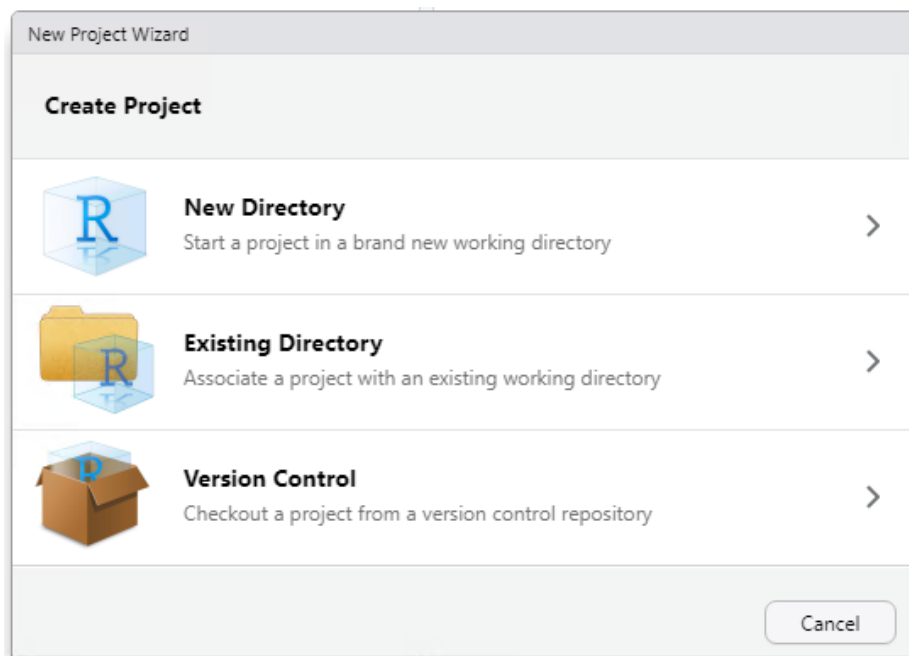 New Project Wizard
Create Project
R
New Directory
Start a project in a brand new working directory
R
Existing Directory
Associate a project with an existing working directory
R
Version Control
Checkout a project from a version control repository
Cancel